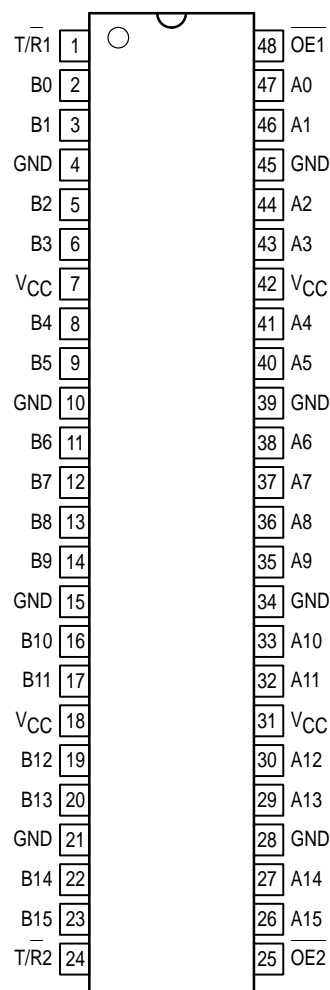 T/R̅1 1 48 O̅E̅1̅
B0 2 47 A0
B1 3 46 A1
GND 4 45 GND
B2 5 44 A2
B3 6 43 A3
VCC 7 42 VCC
B4 8 41 A4
B5 9 40 A5
GND 10 39 GND
B6 11 38 A6
B7 12 37 A7
B8 13 36 A8
B9 14 35 A9
GND 15 34 GND
B10 16 33 A10
B11 17 32 A11
VCC 18 31 VCC
B12 19 30 A12
B13 20 29 A13
GND 21 28 GND
B14 22 27 A14
B15 23 26 A15
T/R̅2 24 25 O̅E̅2̅